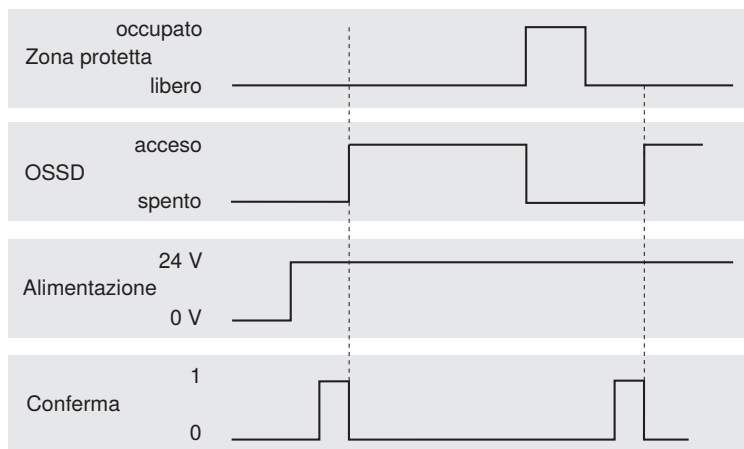 occupato
Zona protetta
libero
acceso
OSSD
spento
24 V
Alimentazione
0 V
1
Conferma
0